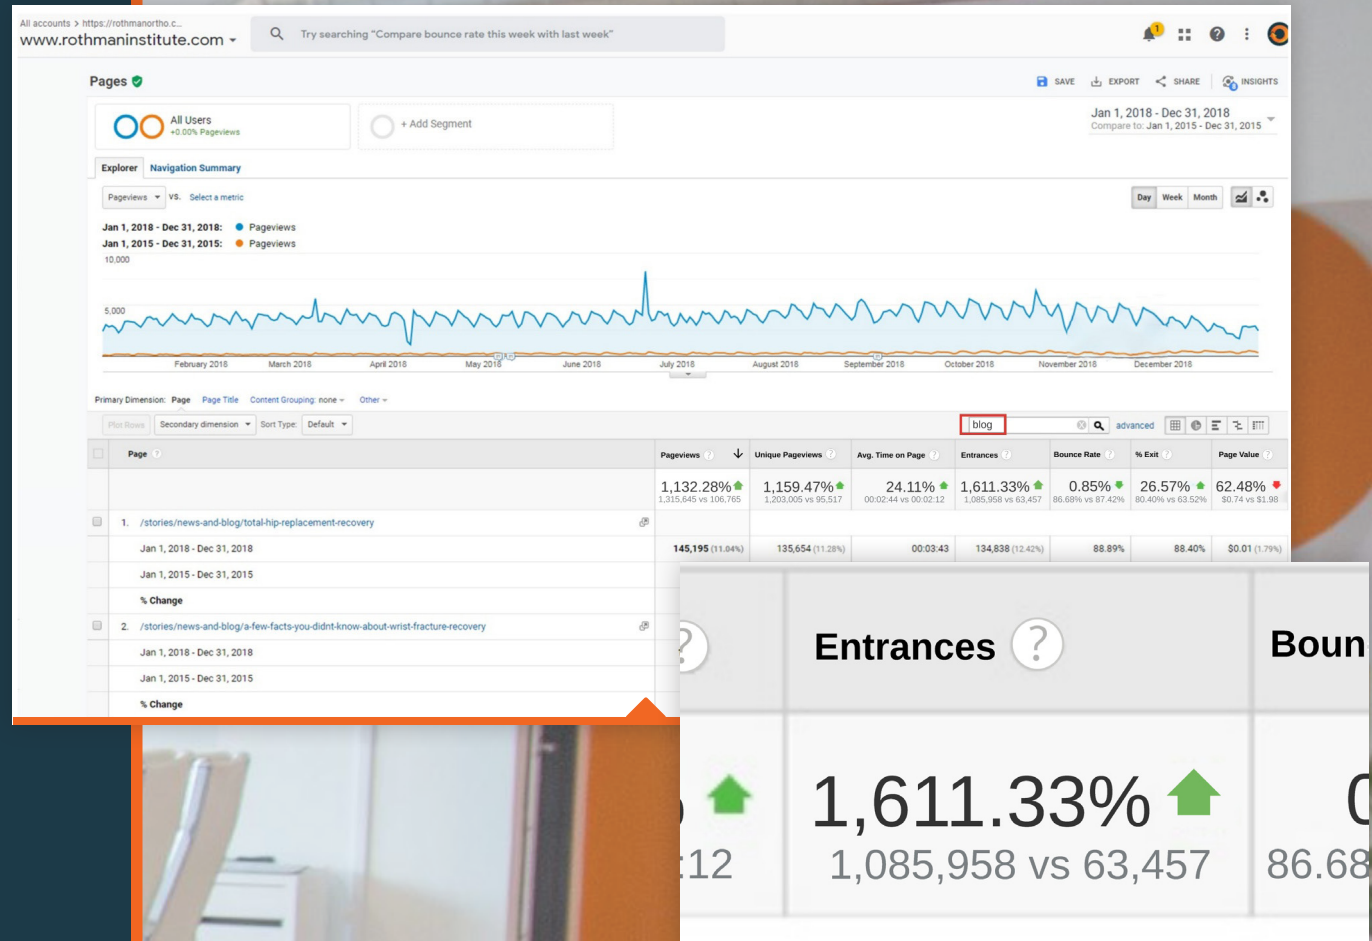 All accounts > https://rothmanortho.c...
www.rothmaninstitute.com
Try searching "Compare bounce rate this week with last week"
1
Pages
SAVE EXPORT SHARE INSIGHTS
All Users
+0.00% Pageviews
+ Add Segment
Jan 1, 2018 - Dec 31, 2018
Compare to: Jan 1, 2015 - Dec 31, 2015
Explorer Navigation Summary
Pageviews VS. Select a metric
Day Week Month
Jan 1, 2018 - Dec 31, 2018: Pageviews
Jan 1, 2015 - Dec 31, 2015: Pageviews
10,000
5,000
February 2018 March 2018 April 2018 May 2018 June 2018 July 2018 August 2018 September 2018 October 2018 November 2018 December 2018
Primary Dimension: Page Page Title Content Grouping: none Other
Plot Rows Secondary dimension Sort Type: Default blog advanced
Page ? Pageviews ? Unique Pageviews ? Avg. Time on Page ? Entrances ? Bounce Rate ? % Exit ? Page Value ?
1,132.28% 1,159.47% 24.11% 1,611.33% 0.85% 26.57% 62.48%
1,315,645 vs 106,765 1,203,005 vs 95,517 00:02:44 vs 00:02:12 1,085,958 vs 63,457 86.68% vs 87.42% 80.40% vs 63.52% $0.74 vs $1.98
1. /stories/news-and-blog/total-hip-replacement-recovery
Jan 1, 2018 - Dec 31, 2018 145,195 (11.04%) 135,654 (11.28%) 00:03:43 134,838 (12.42%) 88.89% 88.40% $0.01 (1.79%)
Jan 1, 2015 - Dec 31, 2015
% Change
2. /stories/news-and-blog/a-few-facts-you-didnt-know-about-wrist-fracture-recovery
Jan 1, 2018 - Dec 31, 2018
Jan 1, 2015 - Dec 31, 2015
% Change
? Entrances ? Boun
1,611.33% 0
:12 1,085,958 vs 63,457 86.68